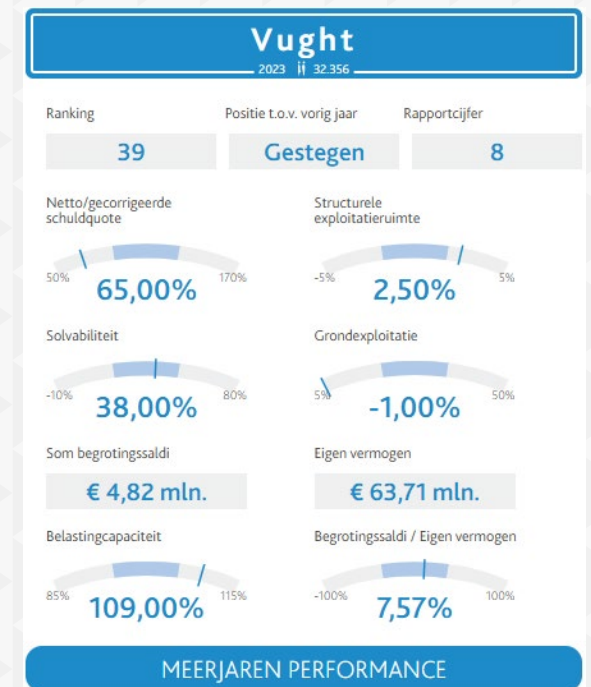 Vught
2023 32.356
Ranking Positie t.o.v. vorig jaar Rapportcijfer
39 Gestegen 8
Netto/gecorrigeerde
schuldquote
Structurele
exploitatieruimte
50% 65,00% 170%
-5% 2,50% 5%
Solvabiliteit Grondexploitatie
-10% 38,00% 80%
5% -1,00% 50%
Som begrotingssaldi Eigen vermogen
€ 4,82 mln. € 63,71 mln.
Belastingcapaciteit Begrotingssaldi / Eigen vermogen
85% 109,00% 115%
-100% 7,57% 100%
MEERJAREN PERFORMANCE